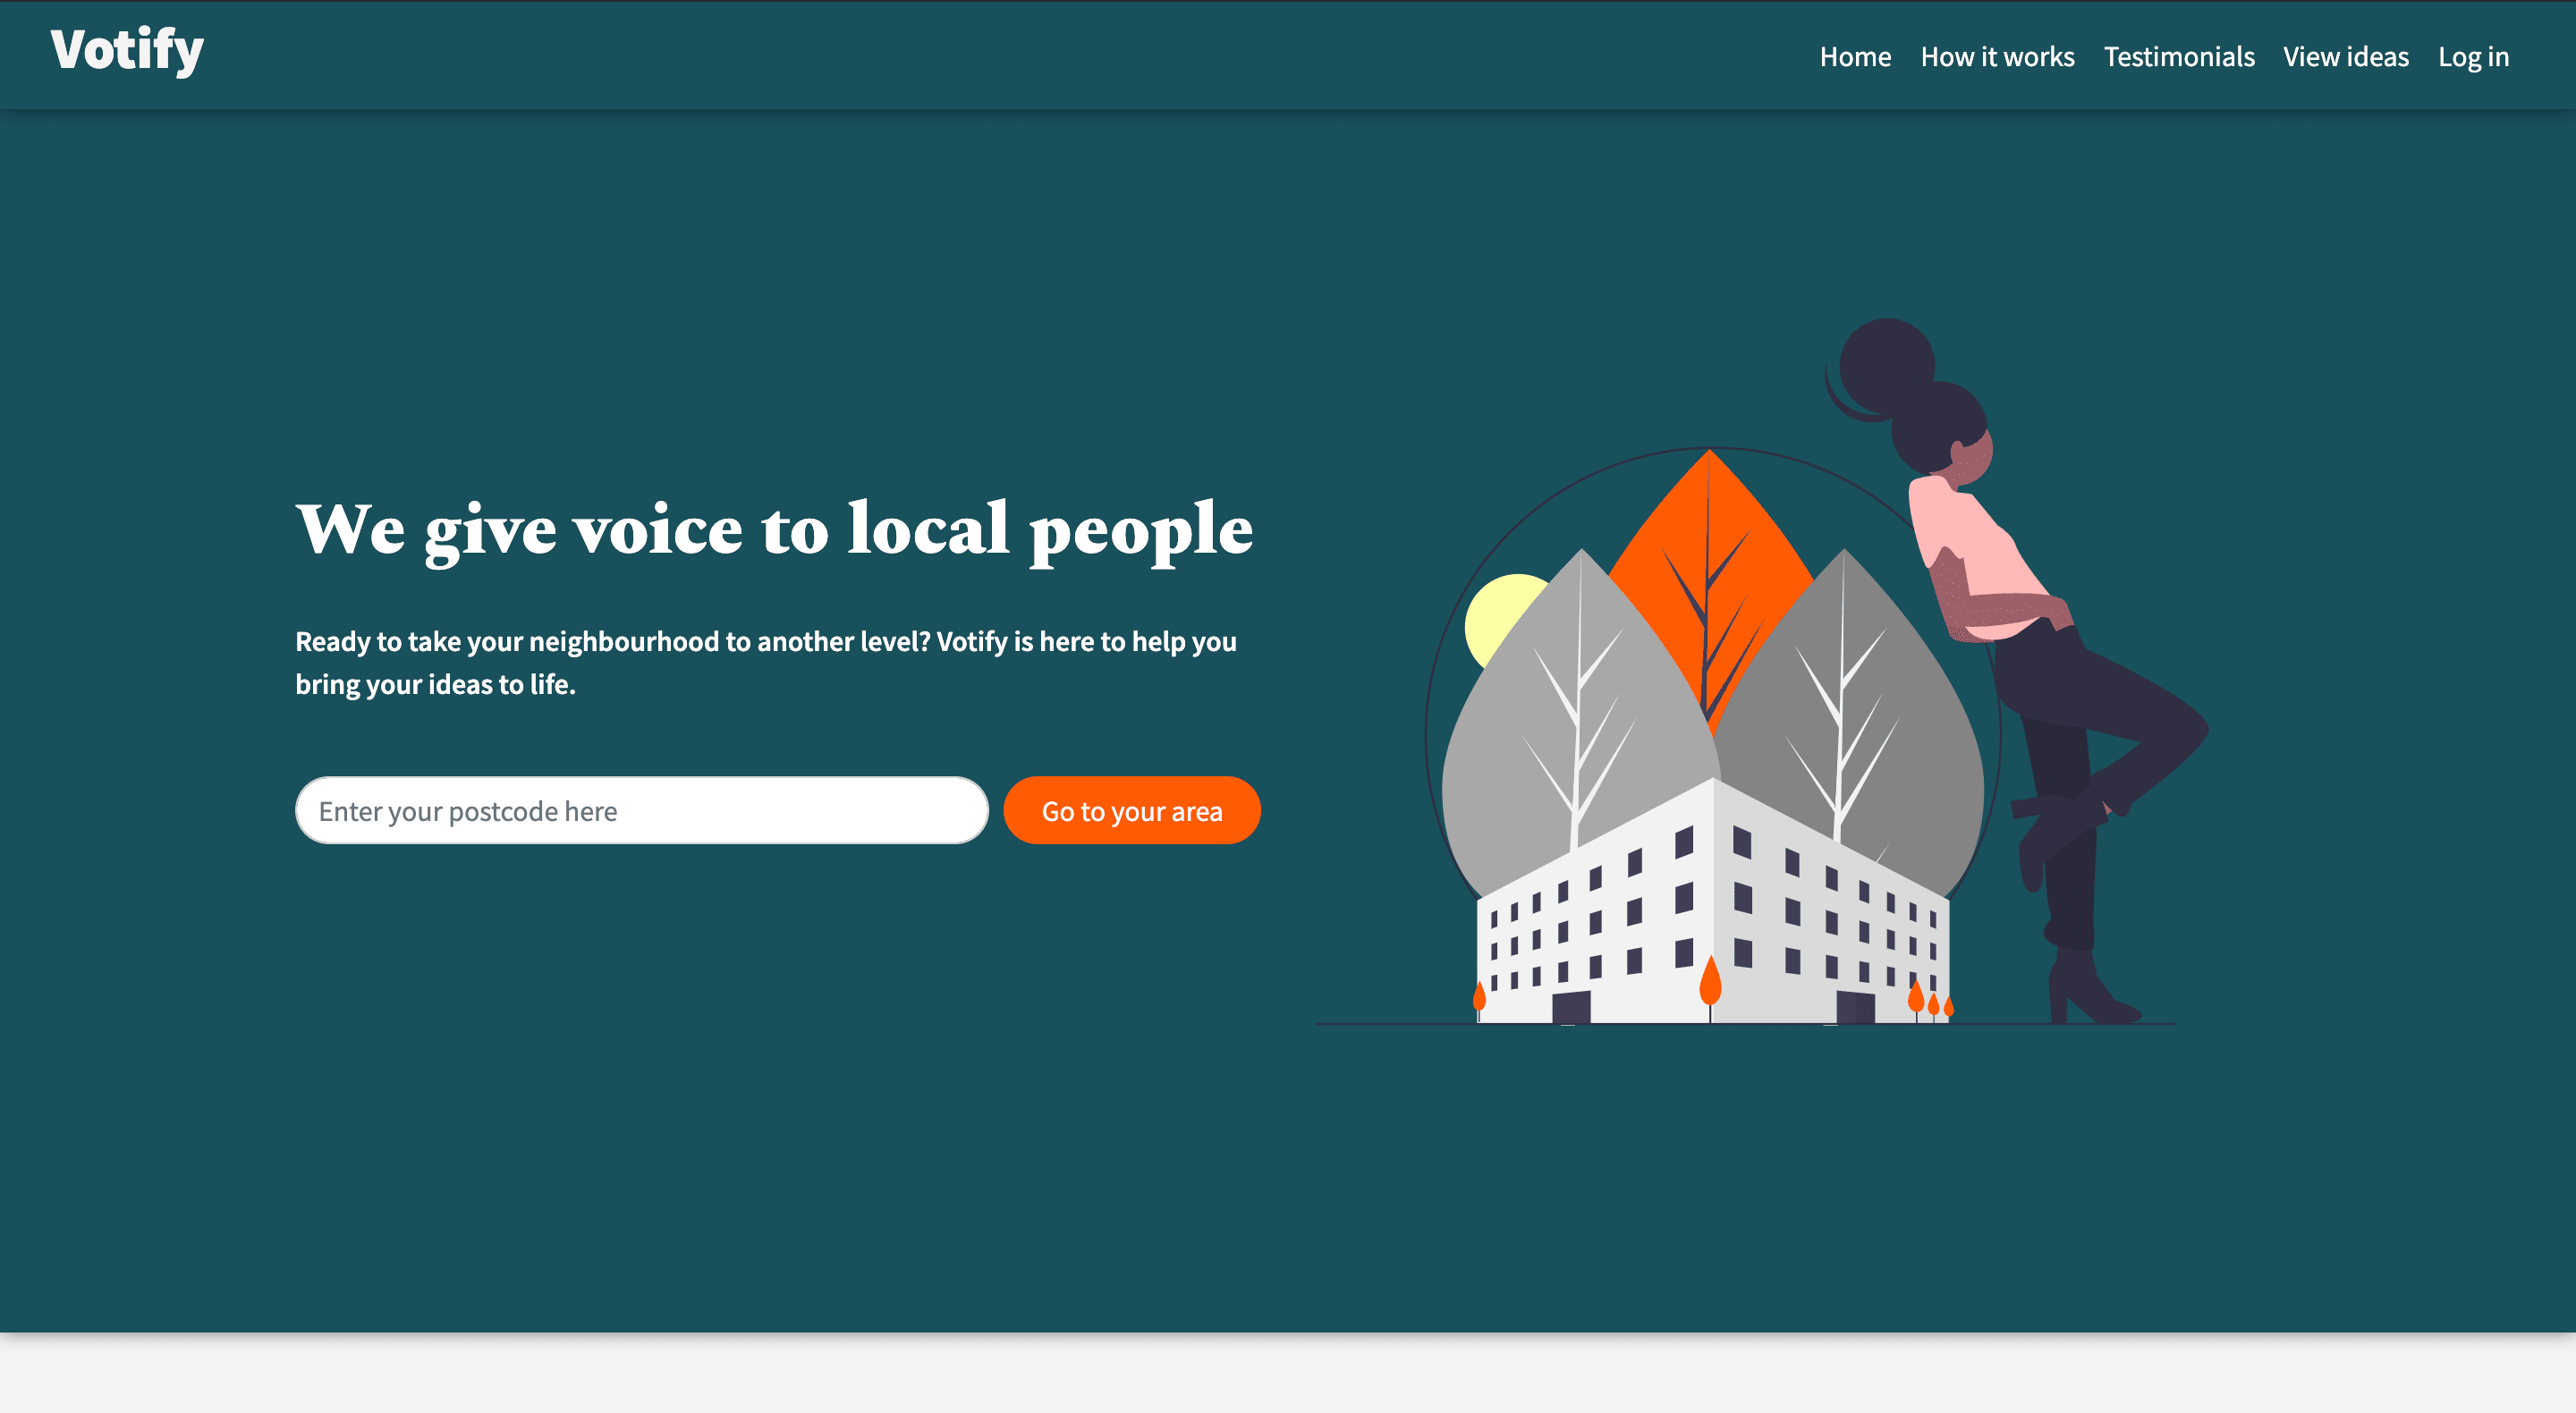 Votify
Home How it works Testimonials View ideas Log in
We give voice to local people
Ready to take your neighbourhood to another level? Votify is here to help you
bring your ideas to life.
Enter your postcode here
Go to your area